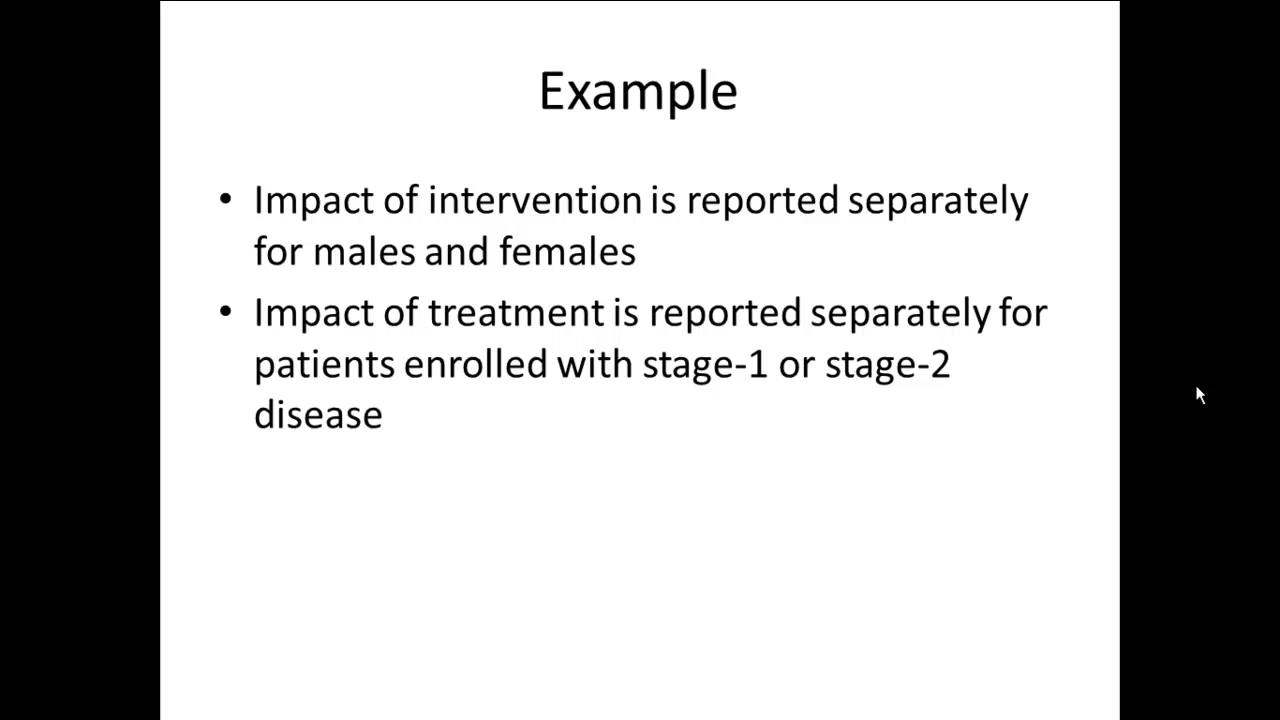 Example
• Impact of intervention is reported separately
for males and females
• Impact of treatment is reported separately for
patients enrolled with stage-1 or stage-2
disease